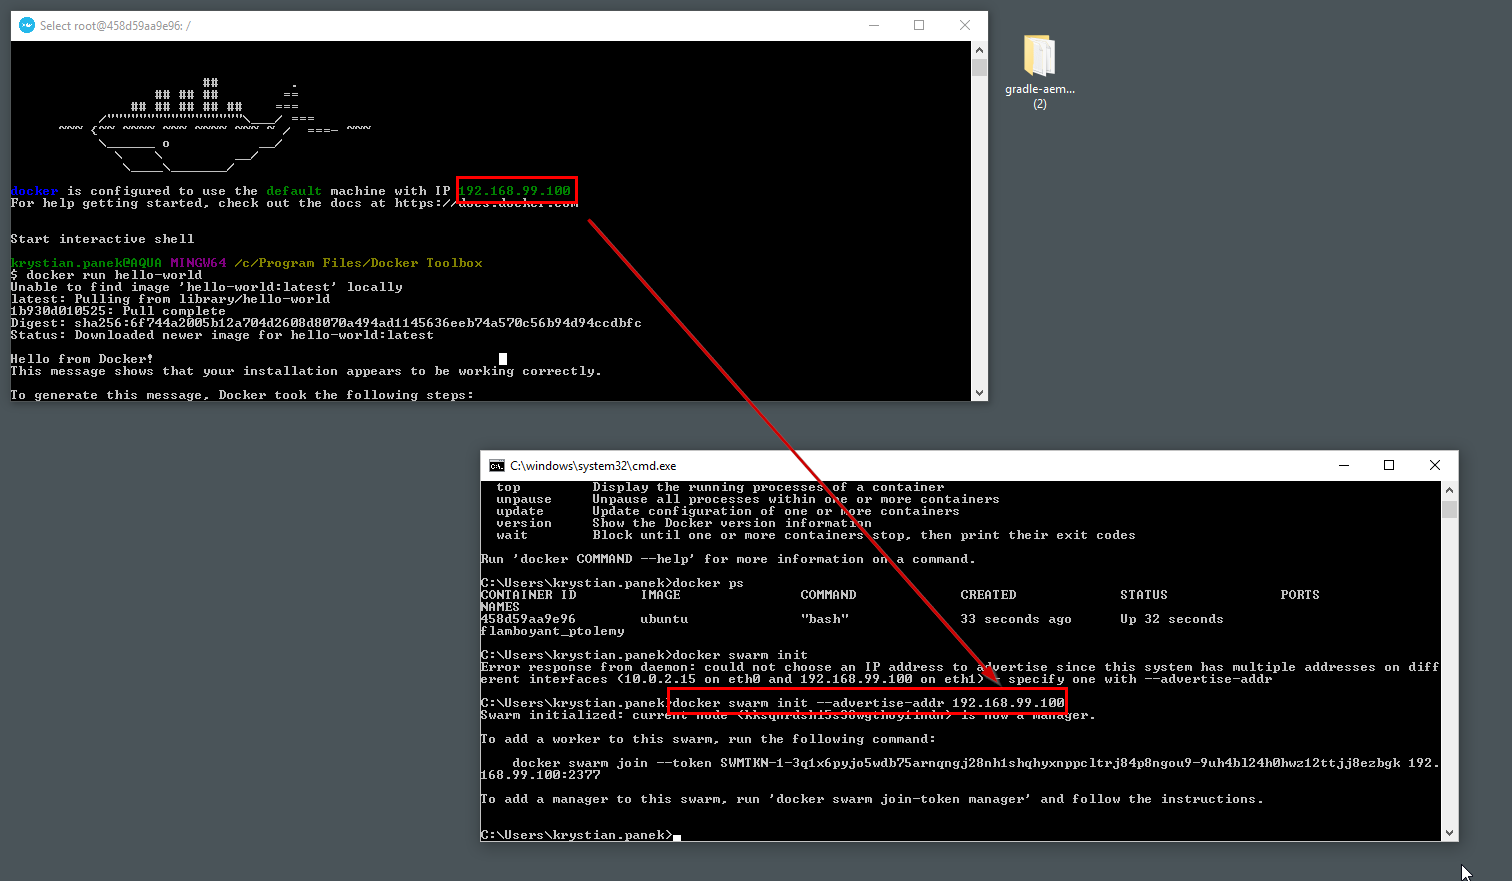 Select root@458d59aa9e96: /
## .
## ## ## ==
## ## ## ## ## ===
/"""""""""""""""""\___/ ===
~~~ {~~ ~~~~ ~~~ ~~~~ ~~~ ~ / ===- ~~~
\______ o __/
\ \ __/
\____\_______/
docker is configured to use the default machine with IP 192.168.99.100
For help getting started, check out the docs at https://docs.docker.com
Start interactive shell
krystian.panek@AQUA MINGW64 /c/Program Files/Docker Toolbox
$ docker run hello-world
Unable to find image 'hello-world:latest' locally
latest: Pulling from library/hello-world
1b930d010525: Pull complete
Digest: sha256:6f744a2005b12a704d2608d8070a494ad1145636eeb74a570c56b94d94ccdbfc
Status: Downloaded newer image for hello-world:latest
Hello from Docker!
This message shows that your installation appears to be working correctly.
To generate this message, Docker took the following steps:
gradle-aem...
(2)
C:\windows\system32\cmd.exe
top Display the running processes of a container
unpause Unpause all processes within one or more containers
update Update configuration of one or more containers
version Show the Docker version information
wait Block until one or more containers stop, then print their exit codes
Run 'docker COMMAND --help' for more information on a command.
C:\Users\krystian.panek>docker ps
CONTAINER ID IMAGE COMMAND CREATED STATUS PORTS
NAMES
458d59aa9e96 ubuntu "bash" 33 seconds ago Up 32 seconds
flamboyant_ptolemy
C:\Users\krystian.panek>docker swarm init
Error response from daemon: could not choose an IP address to advertise since this system has multiple addresses on diff
erent interfaces (10.0.2.15 on eth0 and 192.168.99.100 on eth1) - specify one with --advertise-addr
C:\Users\krystian.panek>docker swarm init --advertise-addr 192.168.99.100
Swarm initialized: current node is now a manager.
To add a worker to this swarm, run the following command:
docker swarm join --token SWMTKN-1-3q1x6pyjo5wdb75arnqngj28nh1shqhyxnppcltrj84p8ngou9-9uh4bl24h0hwz12ttjj8ezbgk 192.
168.99.100:2377
To add a manager to this swarm, run 'docker swarm join-token manager' and follow the instructions.
C:\Users\krystian.panek>